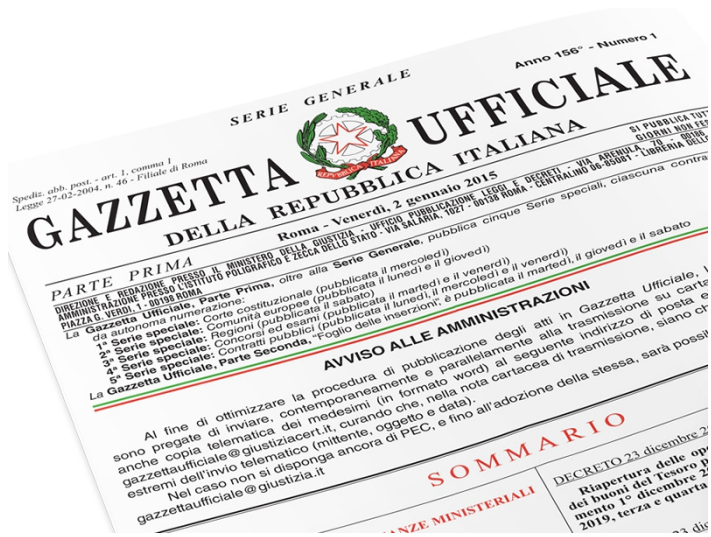 SERIE GENERALE
Anno 156° - Numero 1
Spediz. abb. post. - art. 1, comma 1
Legge 27-02-2004, n. 46 - Filiale di Roma
GAZZETTA UFFICIALE
REPVBBLICA ITALIANA
DELLA REPUBBLICA ITALIANA
SI PUBBLICA TUTT
GIORNI NON FES
PARTE PRIMA
Roma - Venerdì, 2 gennaio 2015
DIREZIONE E REDAZIONE PRESSO IL MINISTERO DELLA GIUSTIZIA - UFFICIO PUBBLICAZIONE LEGGI E DECRETI - VIA ARENULA, 70 - 00186
AMMINISTRAZIONE PRESSO L'ISTITUTO POLIGRAFICO E ZECCA DELLO STATO - VIA SALARIA, 1027 - 00138 ROMA - CENTRALINO 06-85081 - LIBRERIA DELLO
PIAZZA G. VERDI, 1 - 00198 ROMA
La Gazzetta Ufficiale, Parte Prima, oltre alla Serie Generale, pubblica cinque Serie speciali, ciascuna contra
da autonoma numerazione:
1ª Serie speciale: Corte costituzionale (pubblicata il mercoledì)
2ª Serie speciale: Comunità europee (pubblicata il lunedì e il giovedì)
3ª Serie speciale: Regioni (pubblicata il sabato)
4ª Serie speciale: Concorsi ed esami (pubblicata il martedì e il venerdì)
5ª Serie speciale: Contratti pubblici (pubblicata il lunedì, il mercoledì e il venerdì)
La Gazzetta Ufficiale, Parte Seconda, "Foglio delle inserzioni", è pubblicata il martedì, il giovedì e il sabato
AVVISO ALLE AMMINISTRAZIONI
Al fine di ottimizzare la procedura di pubblicazione degli atti in Gazzetta Ufficiale,
sono pregate di inviare, contemporaneamente e parallelamente alla trasmissione su cart
anche copia telematica dei medesimi (in formato word) al seguente indirizzo di posta e
gazzettaufficiale@giustiziacert.it, curando che, nella nota cartacea di trasmissione, siano ch
estremi dell'invio telematico (mittente, oggetto e data).
Nel caso non si disponga ancora di PEC, e fino all'adozione della stessa, sarà possi
gazzettaufficiale@giustizia.it
SOMMARIO
NZE MINISTERIALI
DECRETO 23 dicembre 2
Riapertura delle ope
dei buoni del Tesoro p
mento 1° dicembre 2
2019, terza e quarta